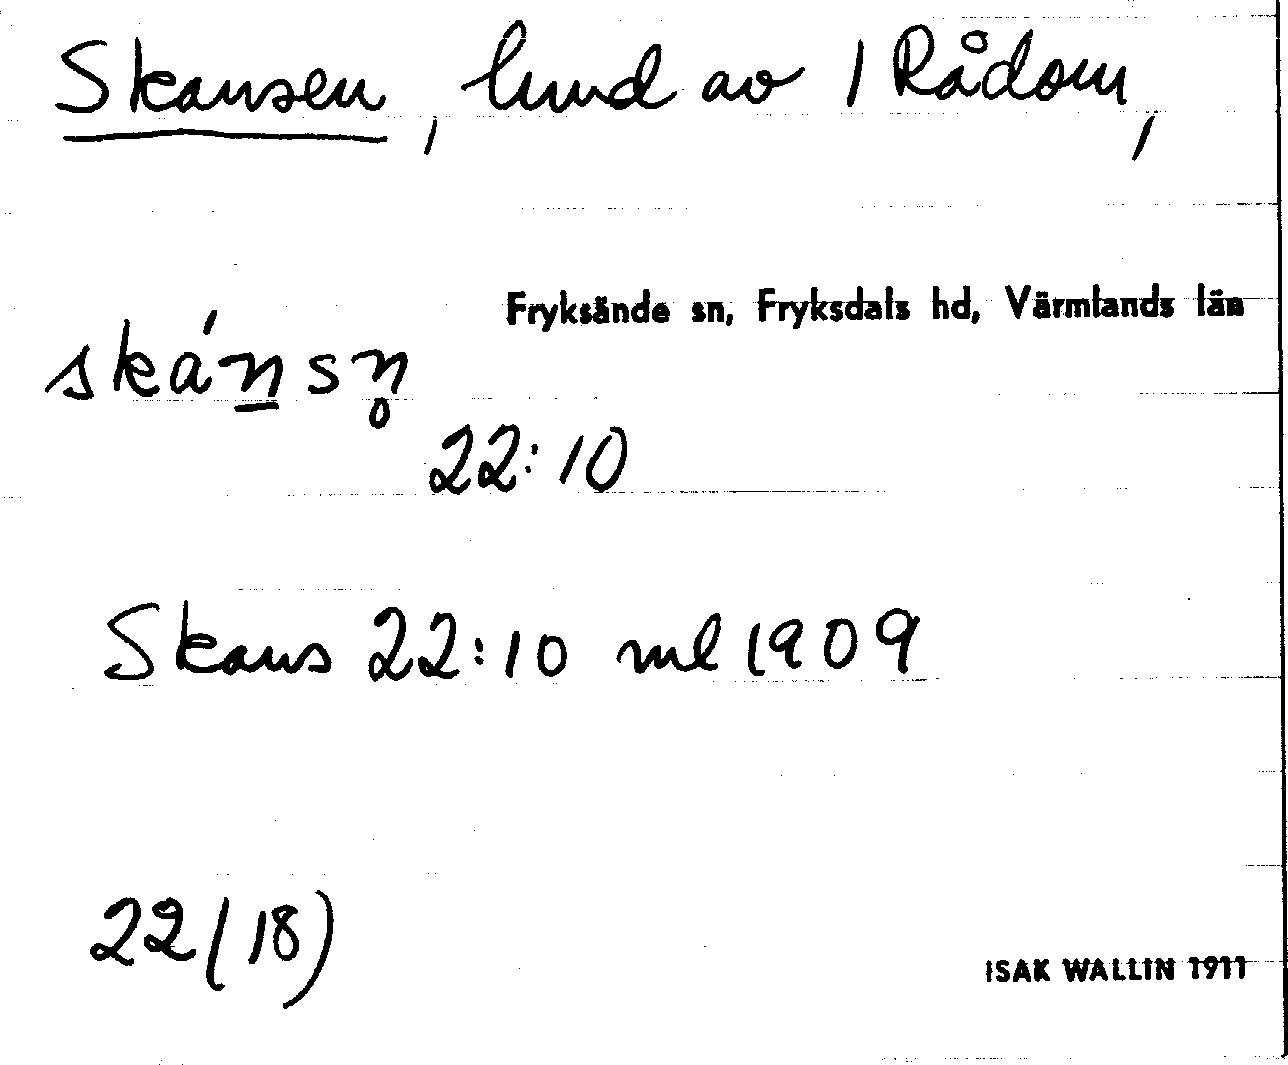 Skansen, lmd av 1 Rådom,
Fryksände sn, Fryksdals hd, Värmlands län
skánsn̥
22:10
Skans 22:10 ml 1909
22(18)
ISAK WALLIN 1911